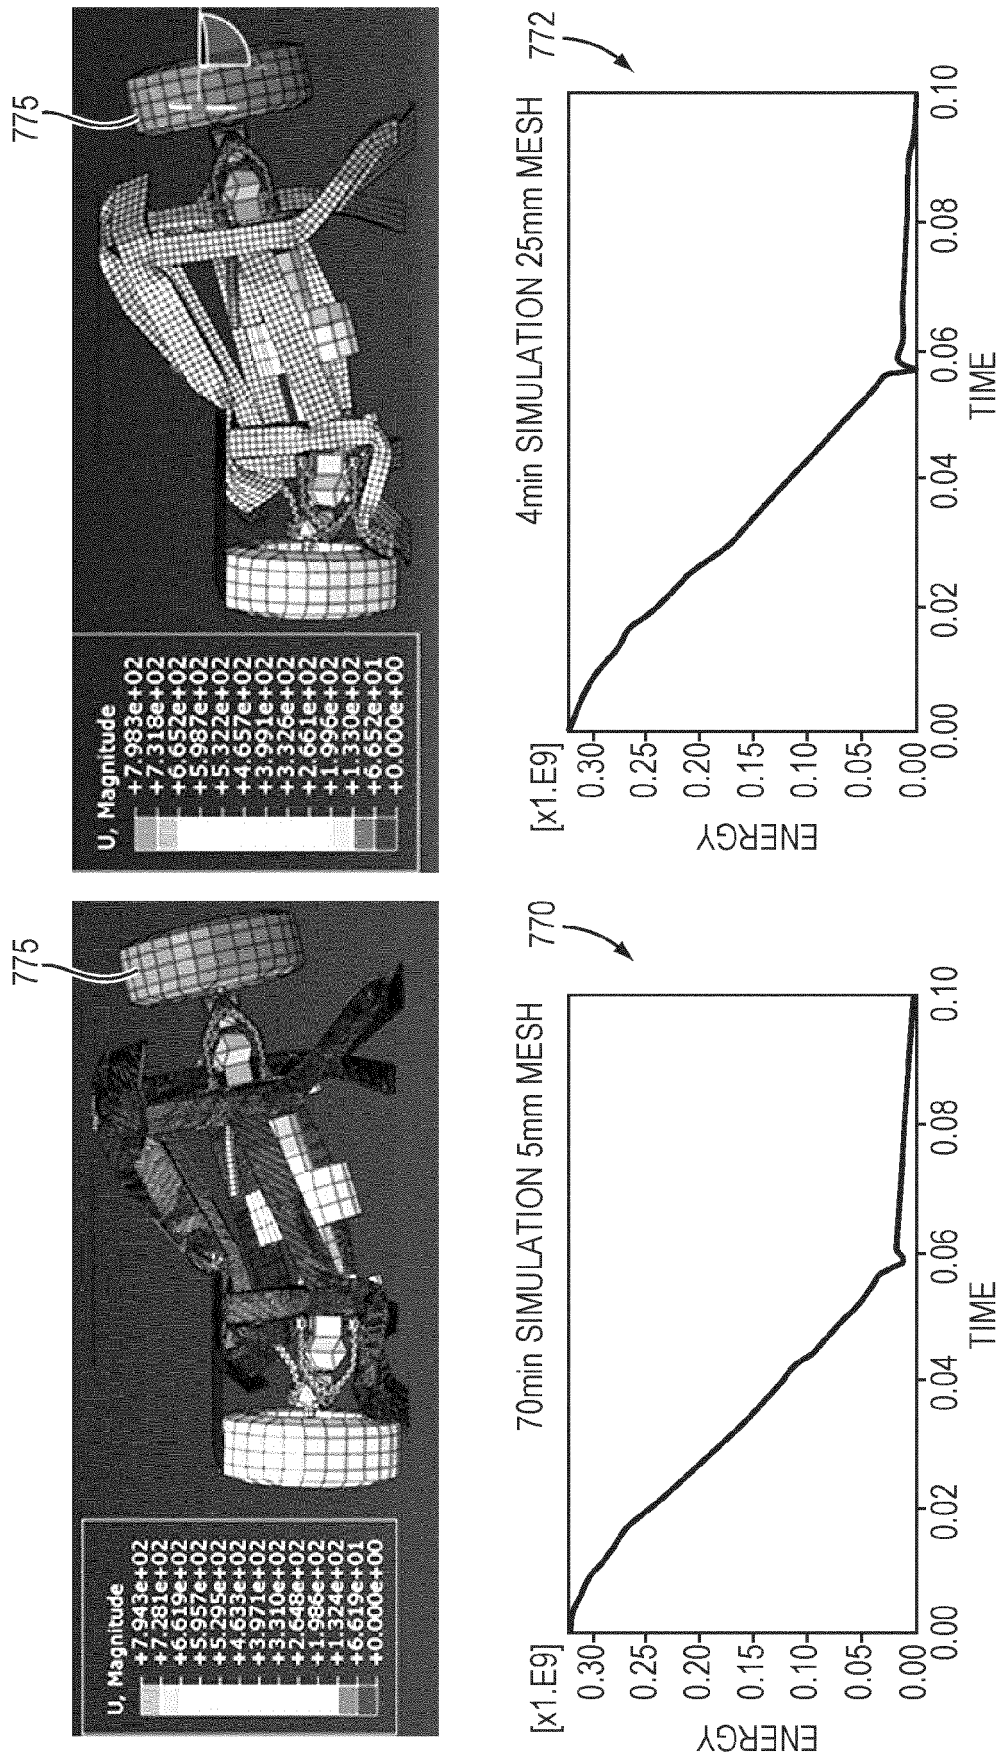 775
U, Magnitude
+7.943e+02
+7.281e+02
+6.619e+02
+5.957e+02
+5.295e+02
+4.633e+02
+3.971e+02
+3.310e+02
+2.648e+02
+1.986e+02
+1.324e+02
+6.619e+01
+0.000e+00
775
U, Magnitude
+7.983e+02
+7.318e+02
+6.652e+02
+5.987e+02
+5.322e+02
+4.657e+02
+3.991e+02
+3.326e+02
+2.661e+02
+1.996e+02
+1.330e+02
+6.652e+01
+0.000e+00
70min SIMULATION 5mm MESH
770
[x1.E9]
0.30
0.25
0.20
0.15
0.10
0.05
0.00
ENERGY
0.00
0.02
0.04
0.06
0.08
0.10
TIME
4min SIMULATION 25mm MESH
772
[x1.E9]
0.30
0.25
0.20
0.15
0.10
0.05
0.00
ENERGY
0.00
0.02
0.04
0.06
0.08
0.10
TIME